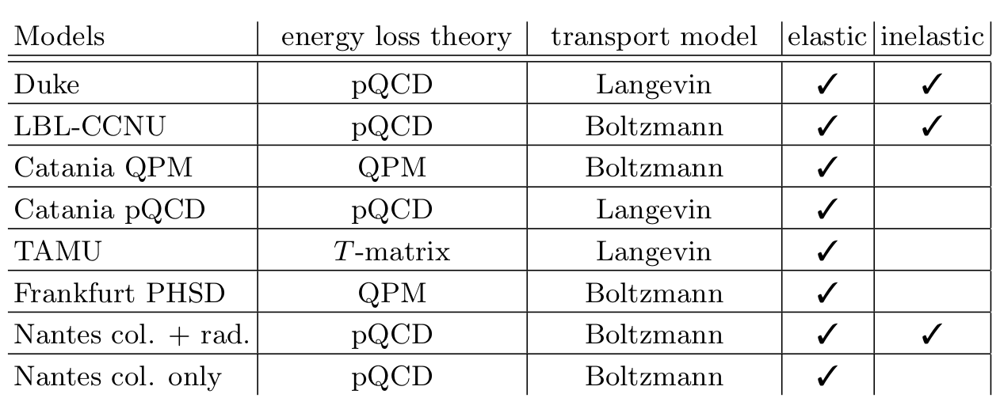 Models energy loss theory transport model elastic inelastic
Duke pQCD Langevin ✓ ✓
LBL-CCNU pQCD Boltzmann ✓ ✓
Catania QPM QPM Boltzmann ✓
Catania pQCD pQCD Langevin ✓
TAMU T-matrix Langevin ✓
Frankfurt PHSD QPM Boltzmann ✓
Nantes col. + rad. pQCD Boltzmann ✓ ✓
Nantes col. only pQCD Boltzmann ✓